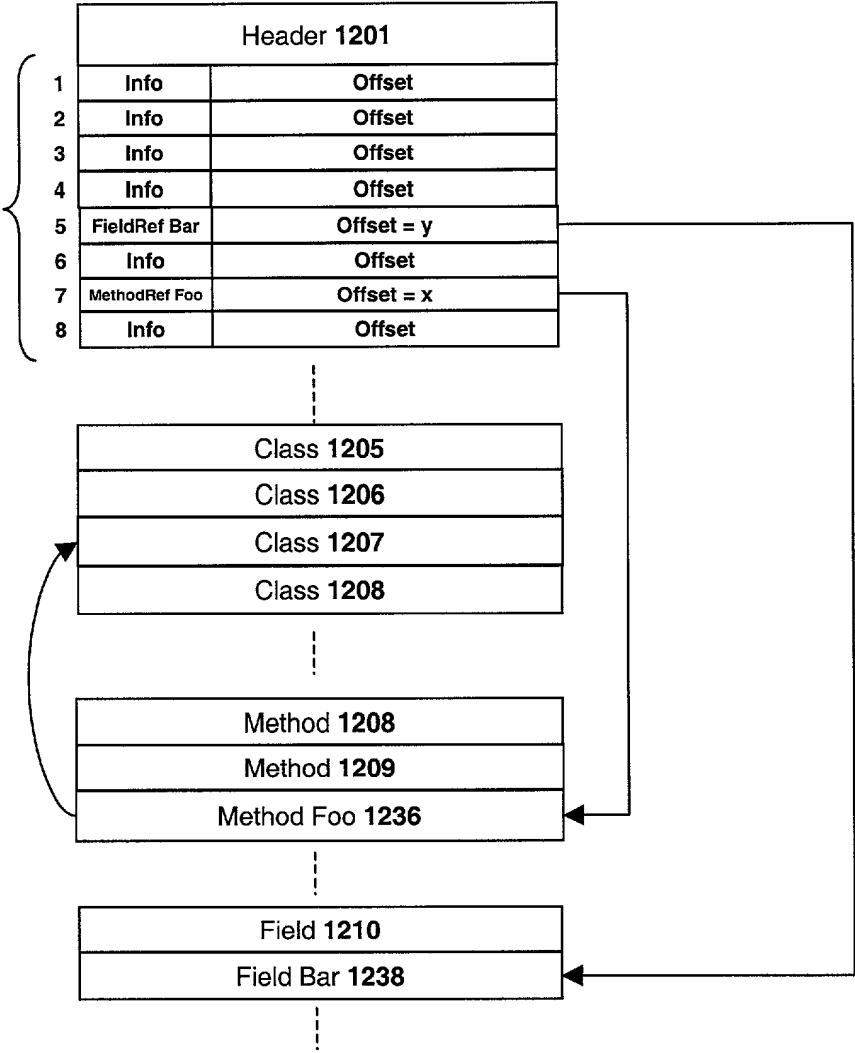 Header 1201
1 Info Offset
2 Info Offset
3 Info Offset
4 Info Offset
5 FieldRef Bar Offset = y
6 Info Offset
7 MethodRef Foo Offset = x
8 Info Offset
Class 1205
Class 1206
Class 1207
Class 1208
Method 1208
Method 1209
Method Foo 1236
Field 1210
Field Bar 1238